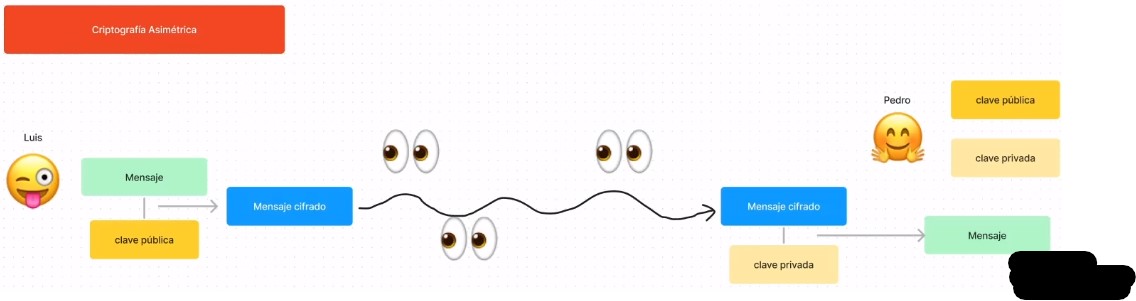 Criptografía Asimétrica
Luis
Mensaje
clave pública
Mensaje cifrado
Mensaje cifrado
clave privada
Pedro
clave pública
clave privada
Mensaje